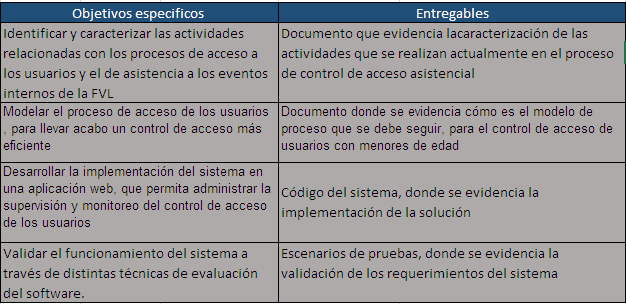 Objetivos especificos
Entregables
Identificar y caracterizar las actividades
relacionadas con los procesos de acceso a
los usuarios y el de asistencia a los eventos
internos de la FVL
Documento que evidencia lacaracterización de las
actividades que se realizan actualmente en el proceso
de control de acceso asistencial
Modelar el proceso de acceso de los usuarios
, para llevar acabo un control de acceso más
eficiente
Documento donde se evidencia cómo es el modelo de
proceso que se debe seguir, para el control de acceso de
usuarios con menores de edad
Desarrollar la implementación del sistema en
una aplicación web, que permita administrar la
supervisión y monitoreo del control de acceso
de los usuarios
Código del sistema, donde se evidencia la
implementación de la solución
Validar el funcionamiento del sistema a
través de distintas técnicas de evaluación
del software.
Escenarios de pruebas, donde se evidencia la
validación de los requerimientos del sistema